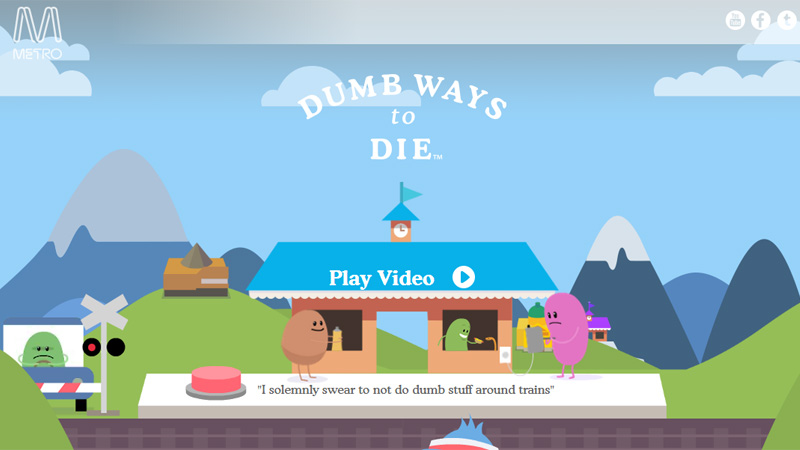 METRO
DUMB WAYS
to
DIE™
Play Video
"I solemnly swear to not do dumb stuff around trains"